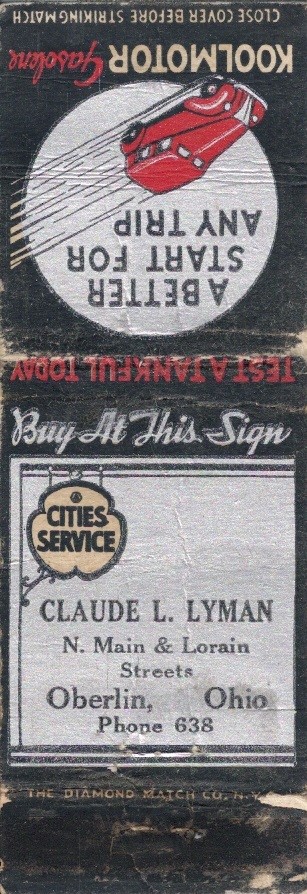 CLOSE COVER BEFORE STRIKING MATCH
KOOLMOTOR Gasolene
A BETTER
START FOR
ANY TRIP
TEST A TANKFUL TODAY
Buy At This Sign
CITIES
SERVICE
CLAUDE L. LYMAN
N. Main & Lorain
Streets
Oberlin, Ohio
Phone 638
THE DIAMOND MATCH CO. N.Y.